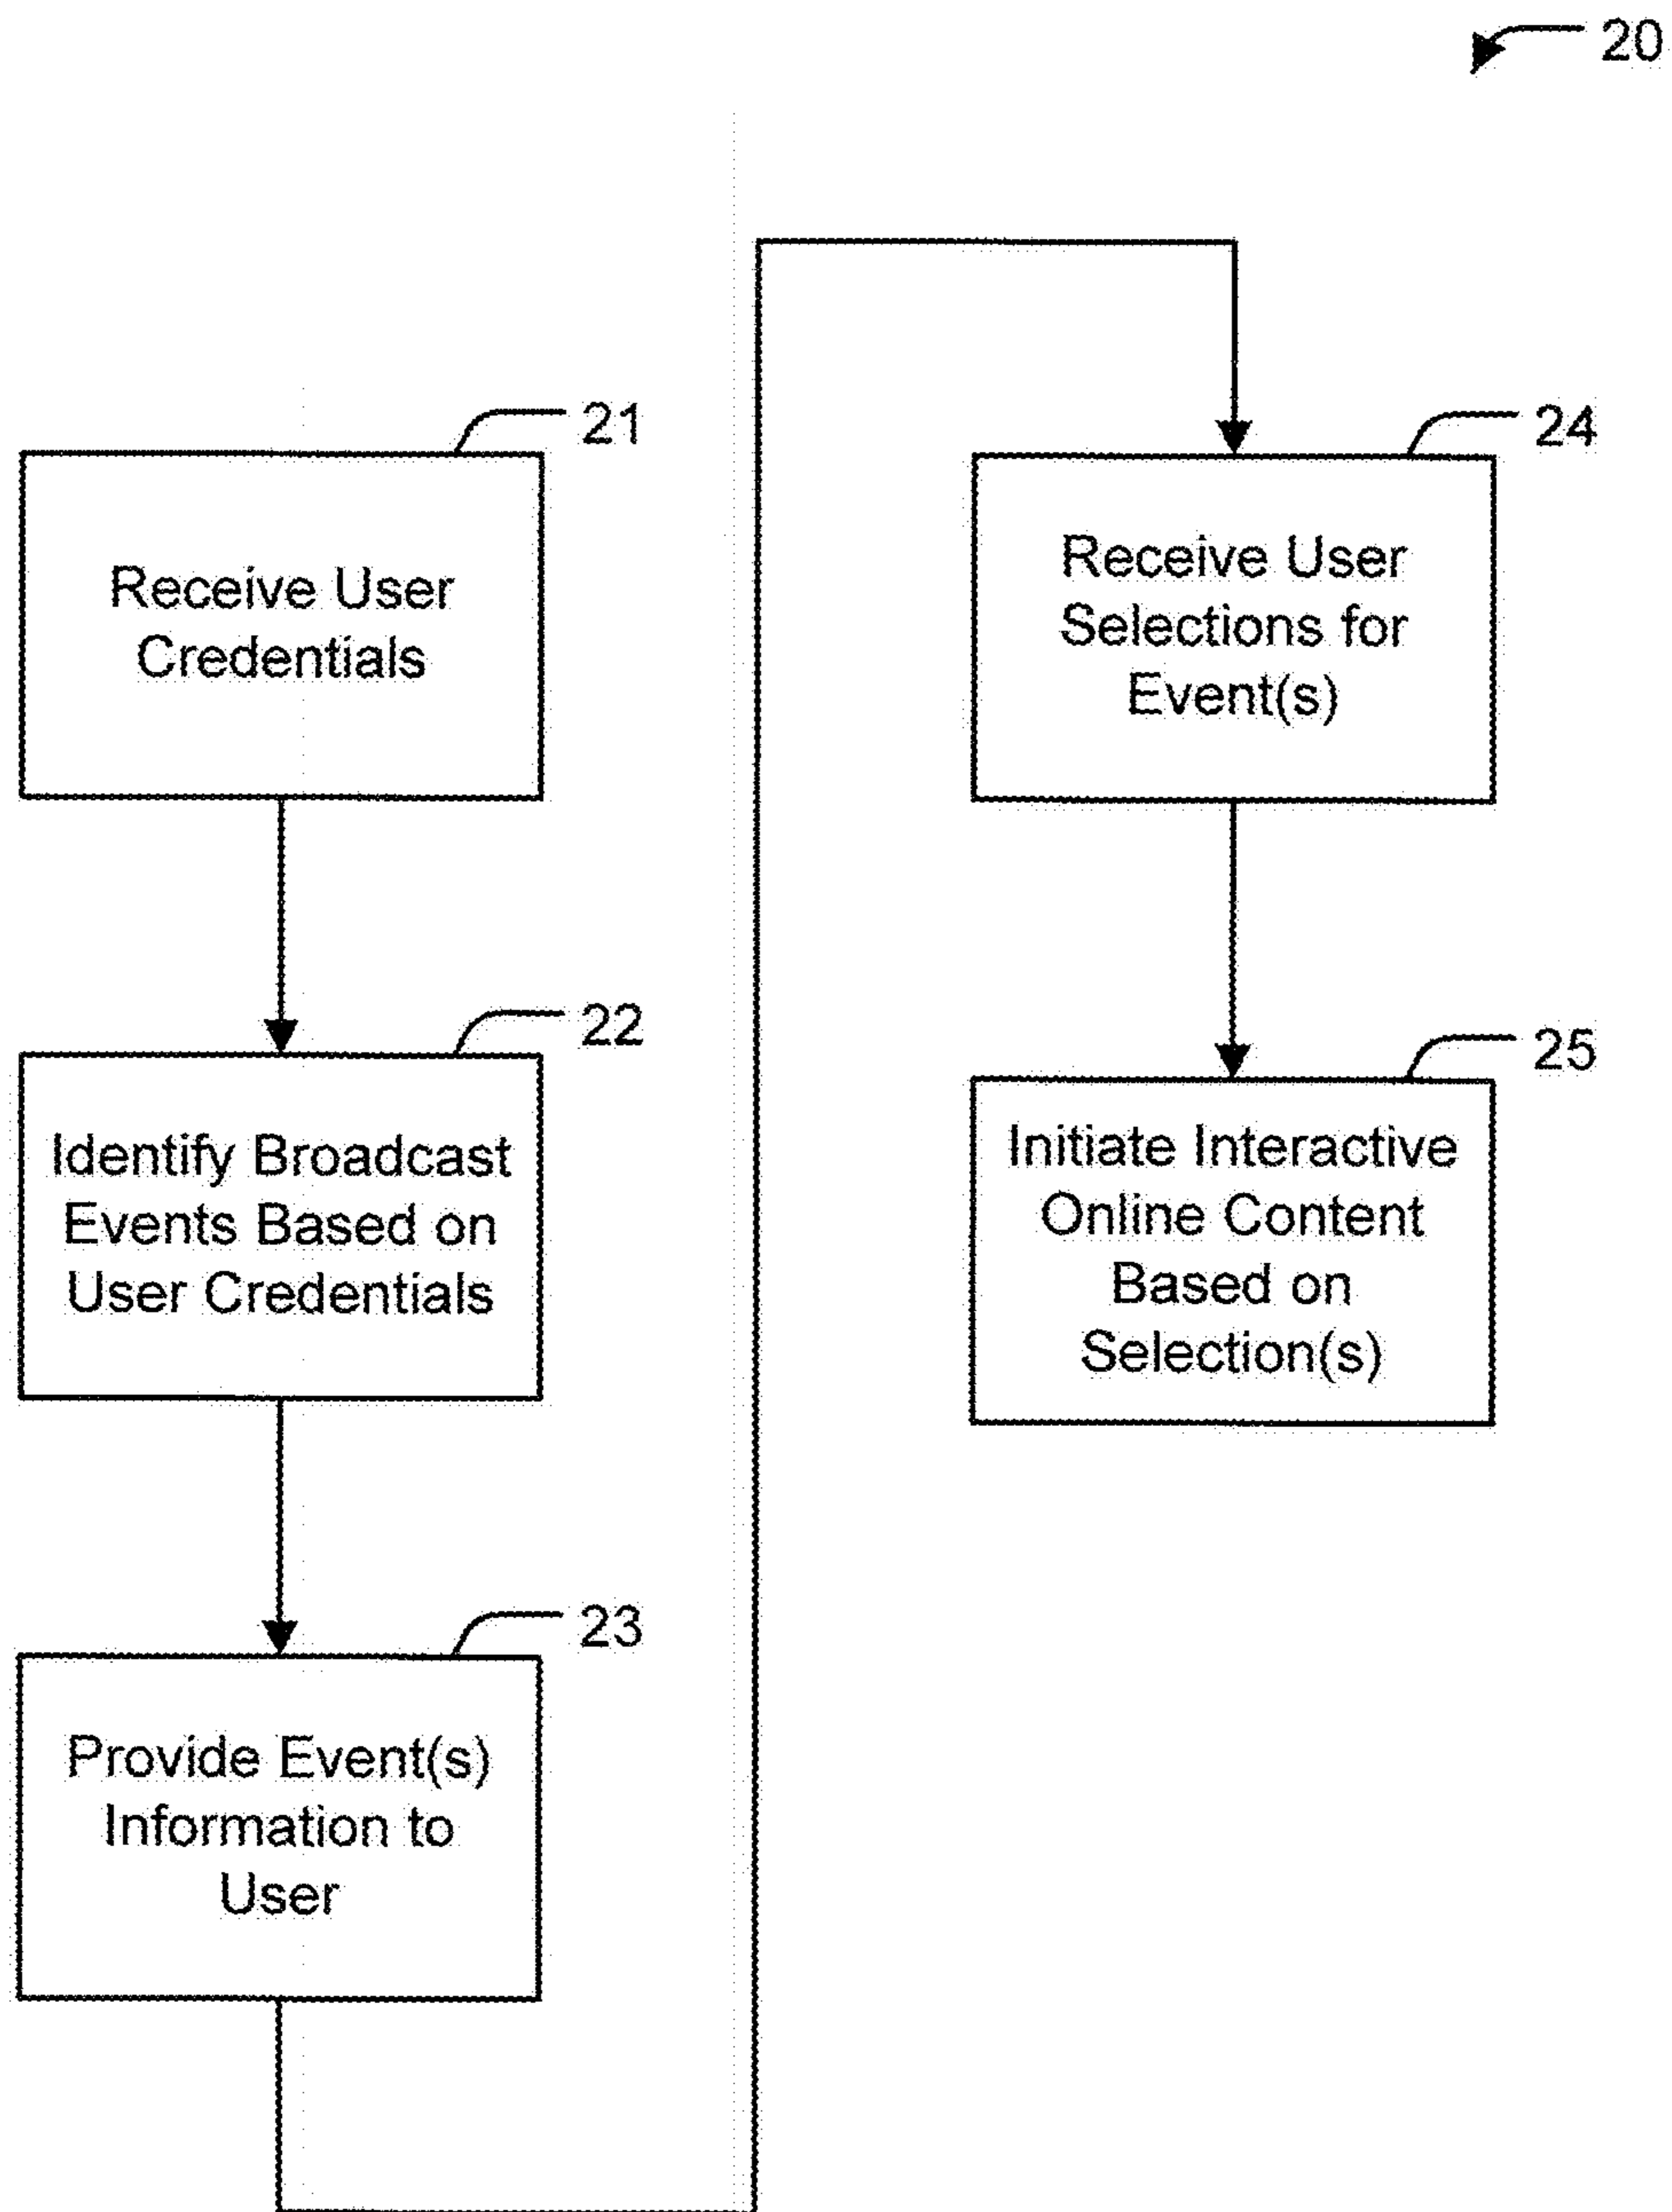 20
21
Receive User
Credentials
22
Identify Broadcast
Events Based on
User Credentials
23
Provide Event(s)
Information to
User
24
Receive User
Selections for
Event(s)
25
Initiate Interactive
Online Content
Based on
Selection(s)